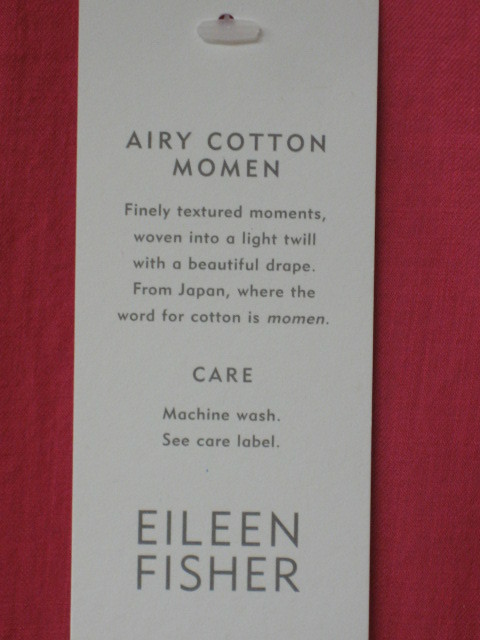 AIRY COTTON
MOMEN
Finely textured moments,
woven into a light twill
with a beautiful drape.
From Japan, where the
word for cotton is momen.
CARE
Machine wash.
See care label.
EILEEN
FISHER